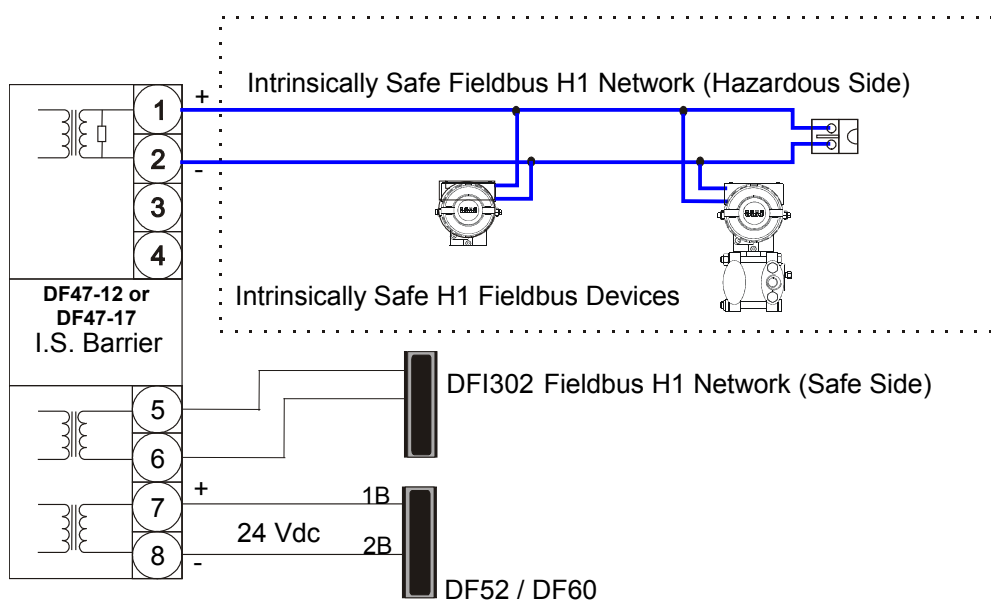 Intrinsically Safe Fieldbus H1 Network (Hazardous Side)
+
1
2
-
3
4
DF47-12 or
DF47-17
I.S. Barrier
Intrinsically Safe H1 Fieldbus Devices
5
DFI302 Fieldbus H1 Network (Safe Side)
6
+
7
1B
24 Vdc
2B
8
-
DF52 / DF60